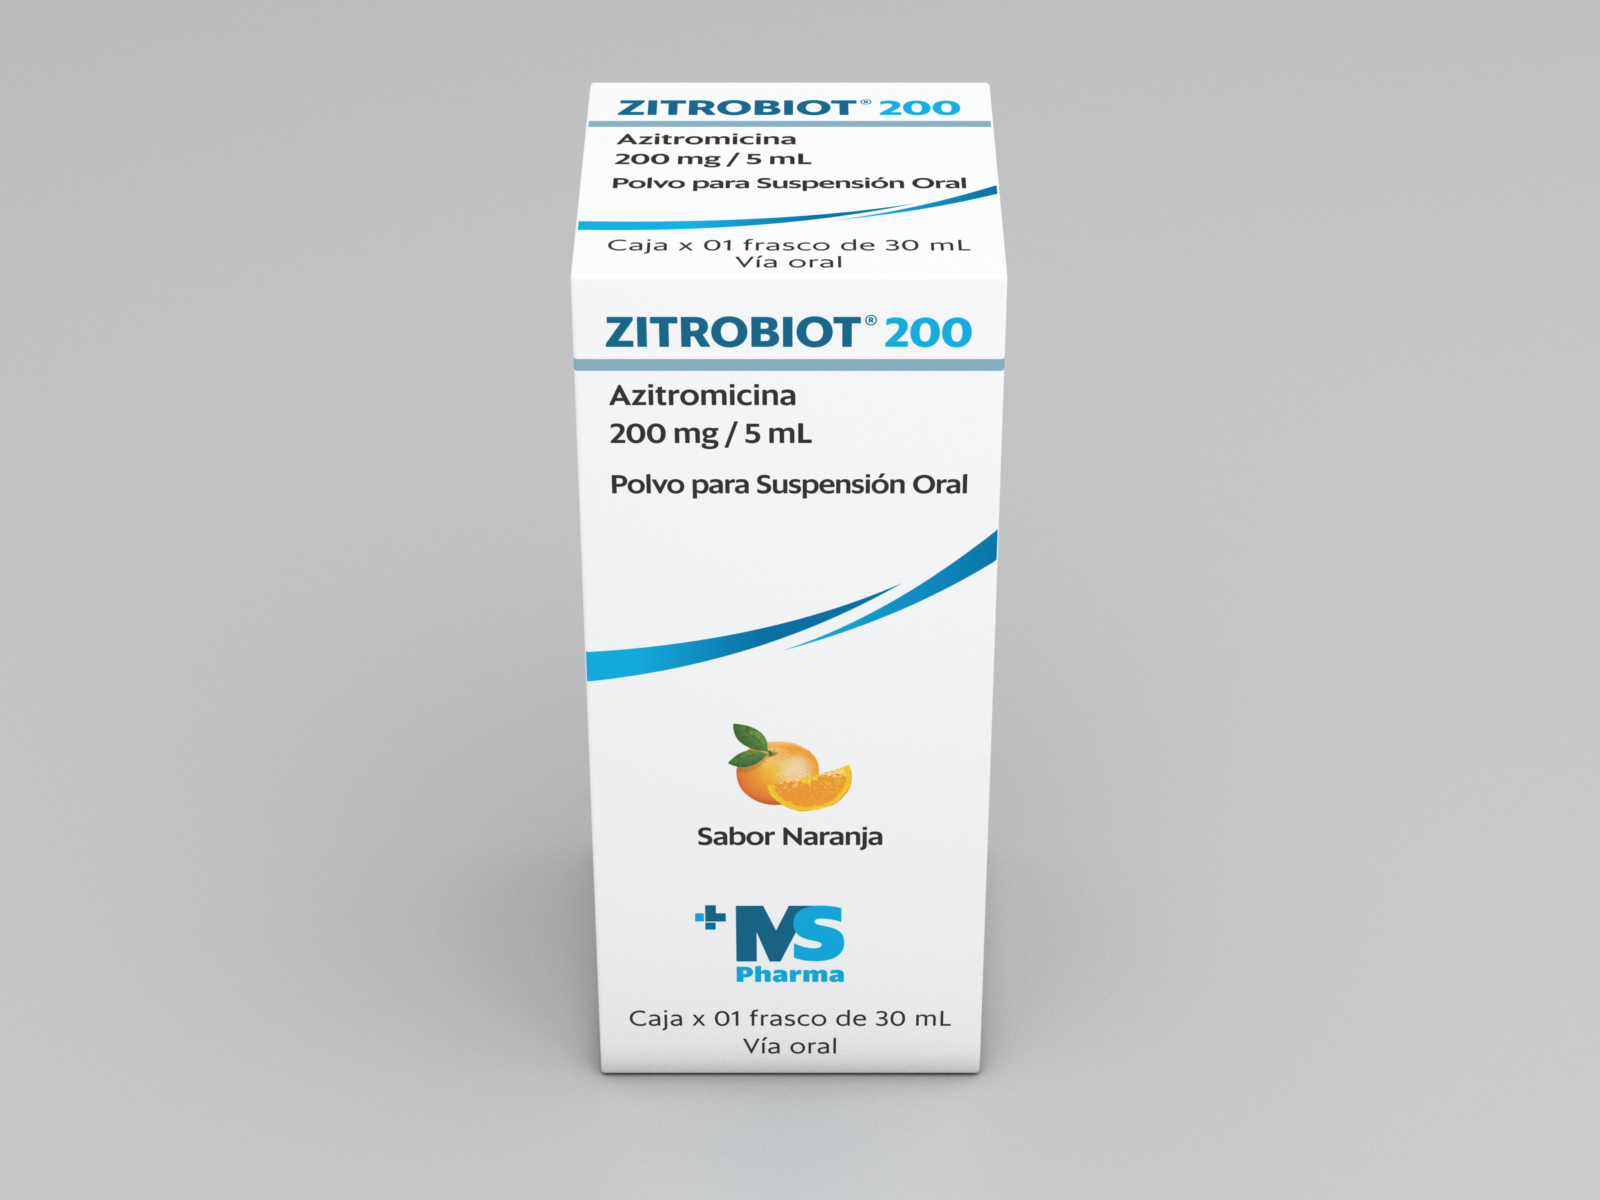 ZITROBIOT® 200
Azitromicina
200 mg / 5 mL
Polvo para Suspensión Oral
Caja x 01 frasco de 30 mL
Vía oral
ZITROBIOT® 200
Azitromicina
200 mg / 5 mL
Polvo para Suspensión Oral
Sabor Naranja
MS
Pharma
Caja x 01 frasco de 30 mL
Vía oral